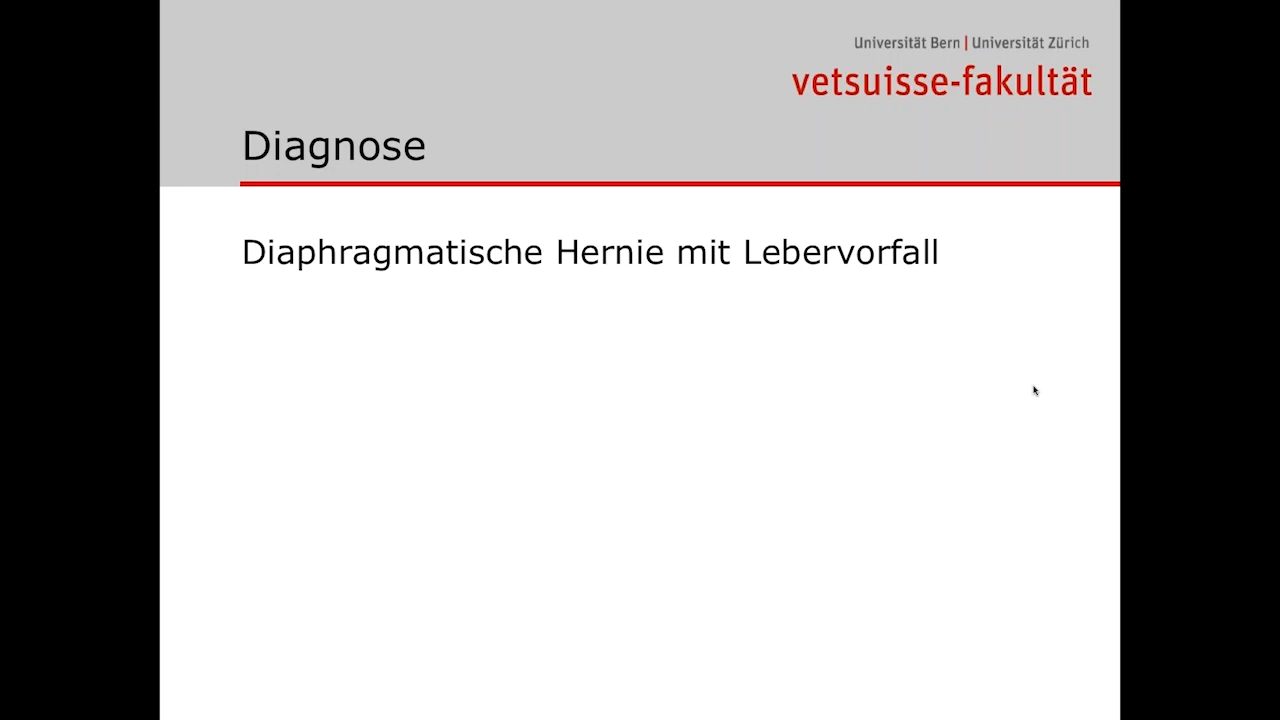 Universität Bern | Universität Zürich
vetsuisse-fakultät
Diagnose
Diaphragmatische Hernie mit Lebervorfall